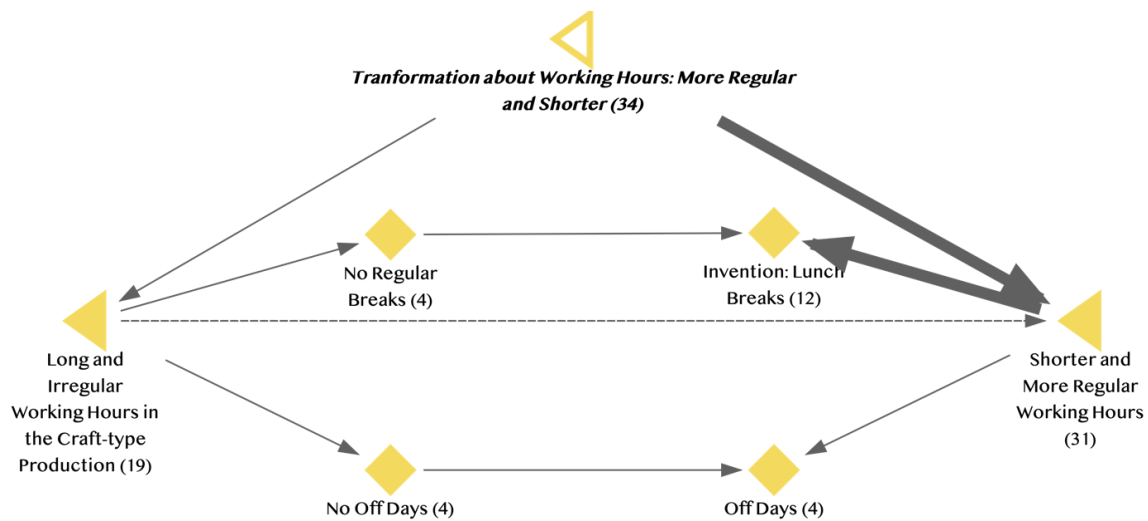 Tranformation about Working Hours: More Regular
and Shorter (34)
No Regular
Breaks (4)
Invention: Lunch
Breaks (12)
Long and
Irregular
Working Hours in
the Craft-type
Production (19)
Shorter and
More Regular
Working Hours
(31)
No Off Days (4)
Off Days (4)